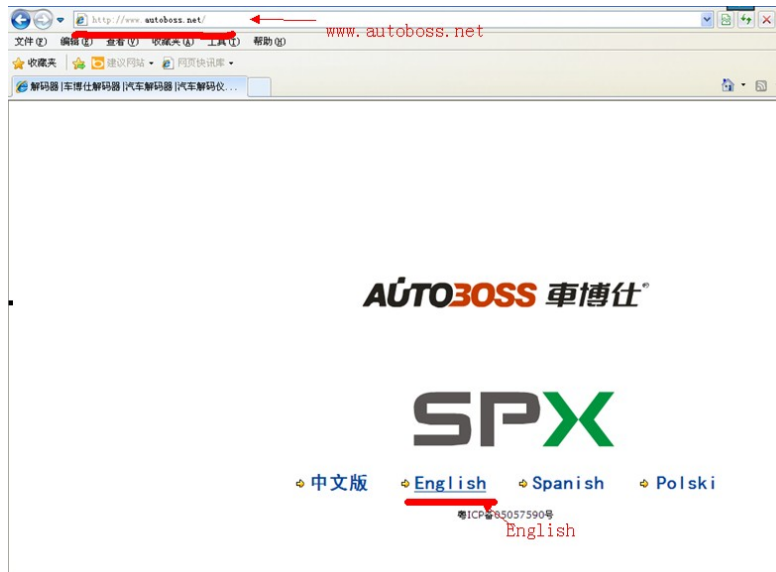 http://www.autoboss.net/
www.autoboss.net
文件(F) 编辑(E) 查看(V) 收藏夹(A) 工具(T) 帮助(H)
收藏夹 建议网站 网页快讯库
解码器|车博仕解码器|汽车解码器|汽车解码仪...
AUTOBOSS 車博仕®
SPX
中文版 English Spanish Polski
粤ICP备05057590号
English